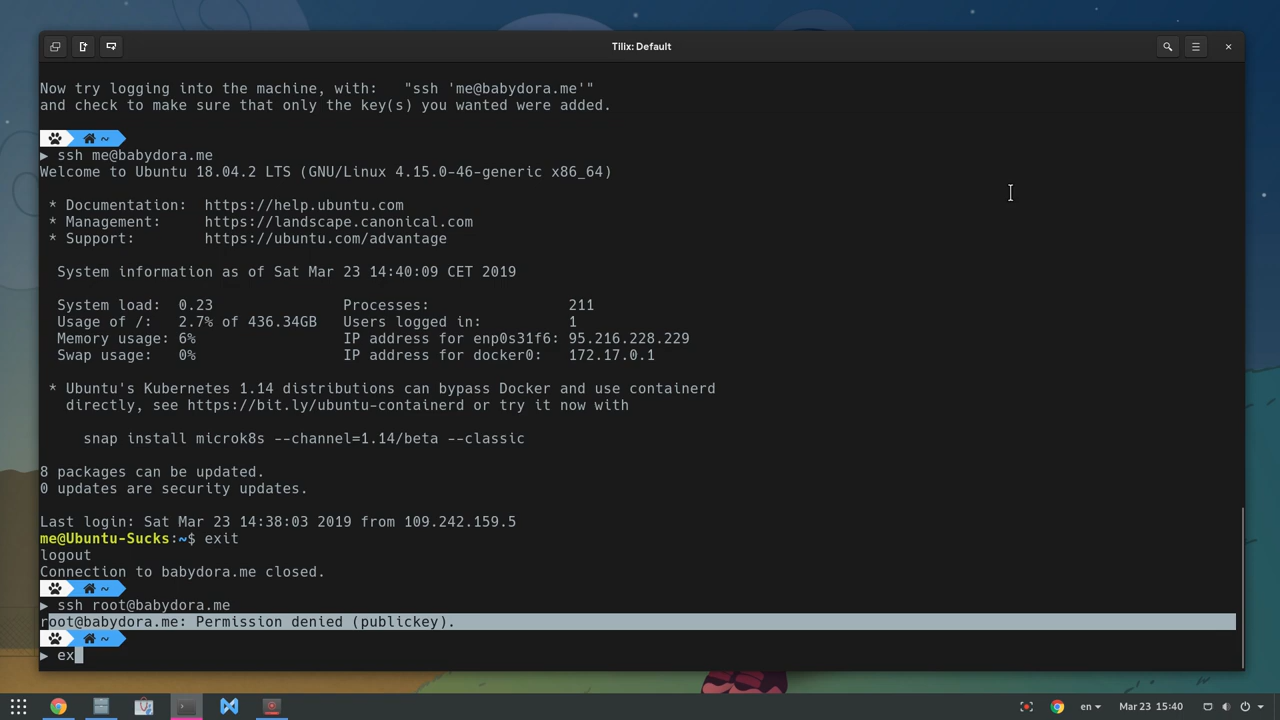 Tilix: Default
Now try logging into the machine, with:   "ssh 'me@babydora.me'"
and check to make sure that only the key(s) you wanted were added.
~
▶ ssh me@babydora.me
Welcome to Ubuntu 18.04.2 LTS (GNU/Linux 4.15.0-46-generic x86_64)
* Documentation:  https://help.ubuntu.com
* Management:     https://landscape.canonical.com
* Support:        https://ubuntu.com/advantage
System information as of Sat Mar 23 14:40:09 CET 2019
System load:  0.23               Processes:              211
Usage of /:   2.7% of 436.34GB   Users logged in:        1
Memory usage: 6%                 IP address for enp0s31f6: 95.216.228.229
Swap usage:   0%                 IP address for docker0:   172.17.0.1
* Ubuntu's Kubernetes 1.14 distributions can bypass Docker and use containerd
directly, see https://bit.ly/ubuntu-containerd or try it now with
snap install microk8s --channel=1.14/beta --classic
8 packages can be updated.
0 updates are security updates.
Last login: Sat Mar 23 14:38:03 2019 from 109.242.159.5
me@Ubuntu-Sucks:~$ exit
logout
Connection to babydora.me closed.
~
▶ ssh root@babydora.me
root@babydora.me: Permission denied (publickey).
~
▶ ex
en
Mar 23  15:40